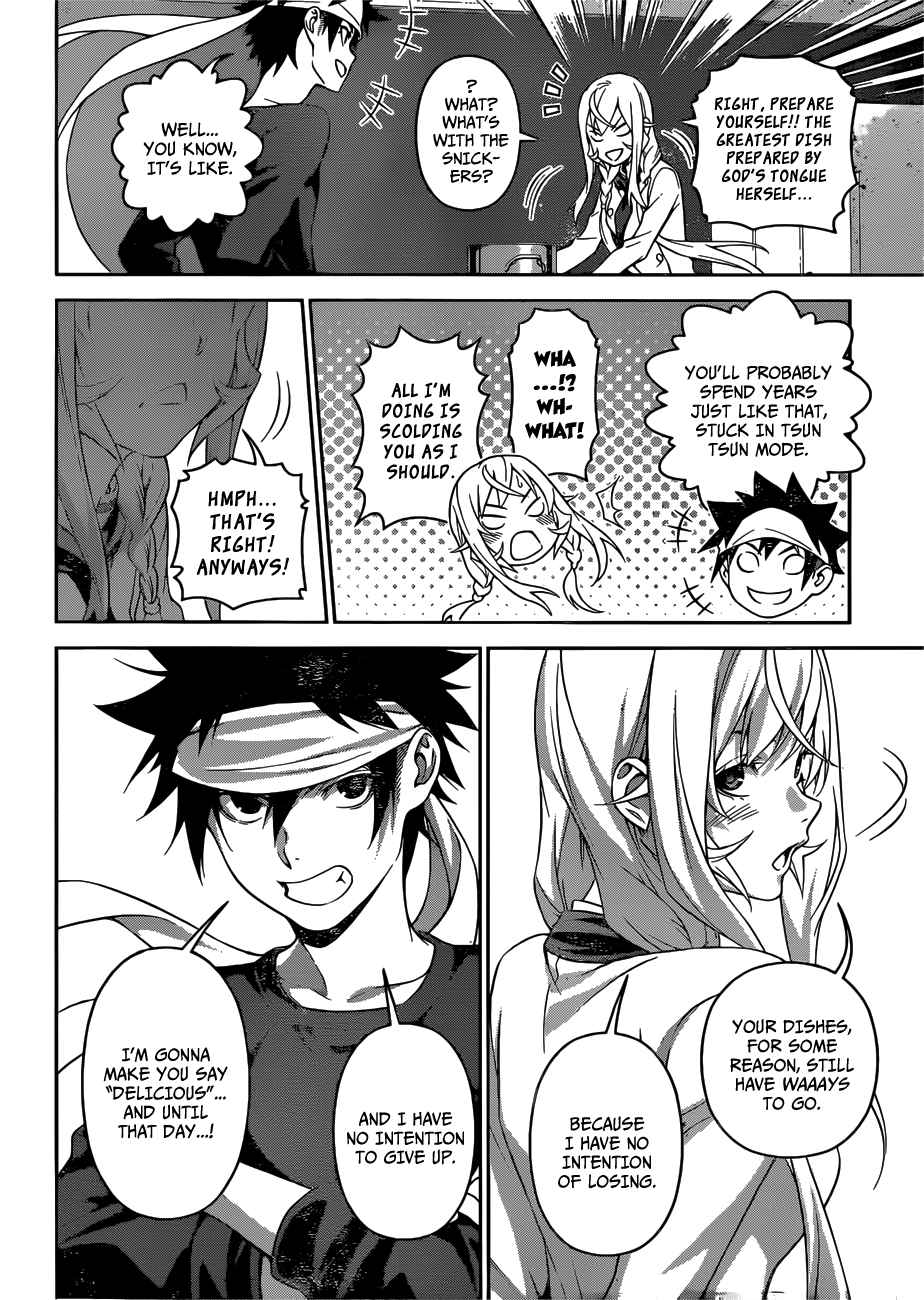 RIGHT, PREPARE
YOURSELF!! THE
GREATEST DISH
PREPARED BY
GOD'S TONGUE
HERSELF...
?
WHAT?
WHAT'S
WITH THE
SNICK-
ERS?
WELL...
YOU KNOW,
IT'S LIKE.
YOU'LL PROBABLY
SPEND YEARS
JUST LIKE THAT,
STUCK IN TSUN
TSUN MODE.
WHA
...!?
WH-
WHAT!
ALL I'M
DOING IS
SCOLDING
YOU AS I
SHOULD.
HMPH...
THAT'S
RIGHT!
ANYWAYS!
YOUR DISHES,
FOR SOME
REASON, STILL
HAVE WAAAYS
TO GO.
BECAUSE
I HAVE NO
INTENTION
OF LOSING.
AND I HAVE
NO INTENTION
TO GIVE UP.
I'M GONNA
MAKE YOU SAY
"DELICIOUS"...
AND UNTIL
THAT DAY...!